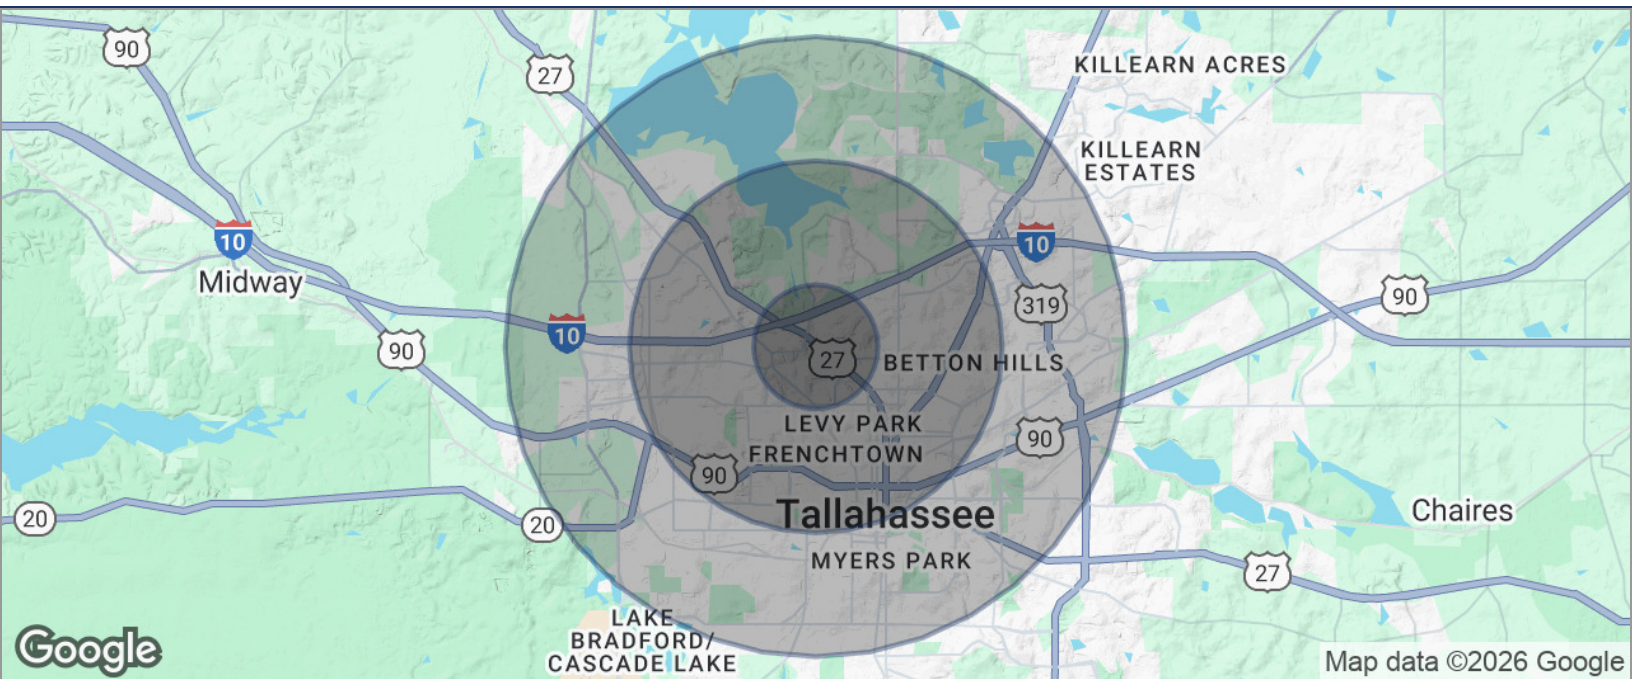 90
27
KILLEARN ACRES
KILLEARN
ESTATES
10
10
Midway
90
319
10
90
27
BETTON HILLS
LEVY PARK
90
FRENCHTOWN
90
20
20
Tallahassee
Chaires
MYERS PARK
27
LAKE
BRADFORD/
CASCADE LAKE
Google
Map data ©2026 Google